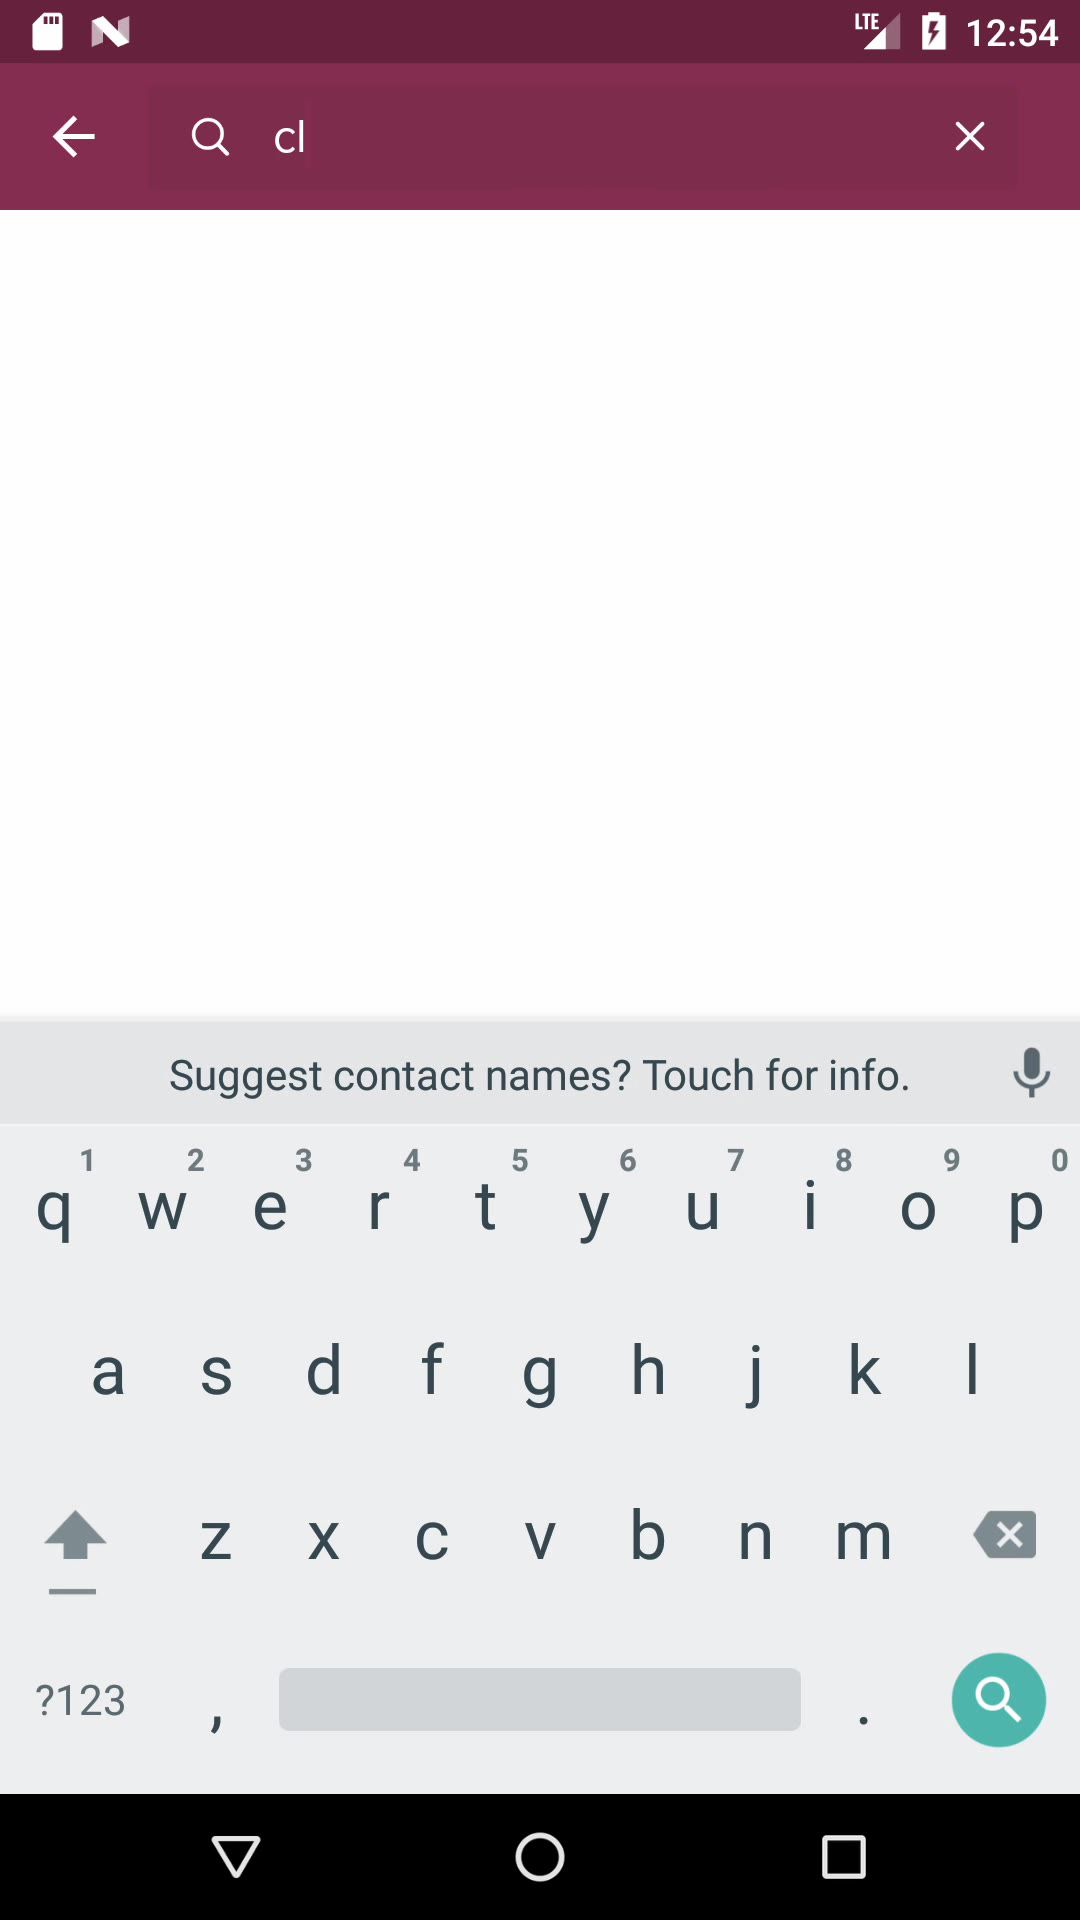 LTE 12:54
cl
Suggest contact names? Touch for info.
1 2 3 4 5 6 7 8 9 0
q w e r t y u i o p
a s d f g h j k l
z x c v b n m
?123 , .